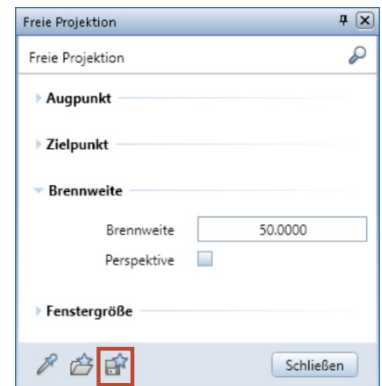 Freie Projektion
Freie Projektion
Augpunkt
Zielpunkt
Brennweite
Brennweite 50.0000
Perspektive
Fenstergröße
Schließen